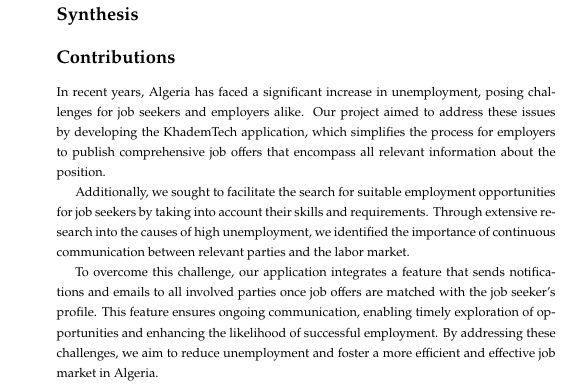 Synthesis
Contributions
In recent years, Algeria has faced a significant increase in unemployment, posing chal-
lenges for job seekers and employers alike. Our project aimed to address these issues
by developing the KhademTech application, which simplifies the process for employers
to publish comprehensive job offers that encompass all relevant information about the
position.
Additionally, we sought to facilitate the search for suitable employment opportunities
for job seekers by taking into account their skills and requirements. Through extensive re-
search into the causes of high unemployment, we identified the importance of continuous
communication between relevant parties and the labor market.
To overcome this challenge, our application integrates a feature that sends notifica-
tions and emails to all involved parties once job offers are matched with the job seeker's
profile. This feature ensures ongoing communication, enabling timely exploration of op-
portunities and enhancing the likelihood of successful employment. By addressing these
challenges, we aim to reduce unemployment and foster a more efficient and effective job
market in Algeria.